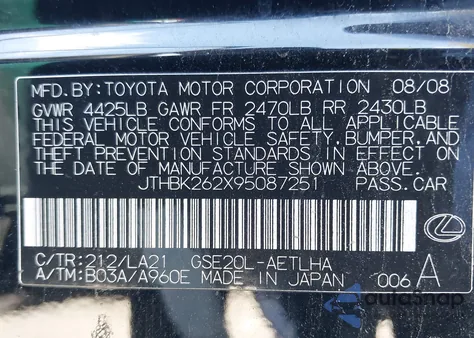 MFD.BY:TOYOTA MOTOR CORPORATION 08/08
GVWR 4425LB GAWR FR 2470LB RR 2430LB
THIS VEHICLE CONFORMS TO ALL APPLICABLE
FEDERAL MOTOR VEHICLE SAFETY,BUMPER,AND
THEFT PREVENTION STANDARDS IN EFFECT ON
THE DATE OF MANUFACTURE SHOWN ABOVE.
JTHBK262X95087251 PASS.CAR
C/TR:212/LA21 GSE20L-AETLHA
A/TM:B03A/A960E MADE IN JAPAN 006 A
autosnap